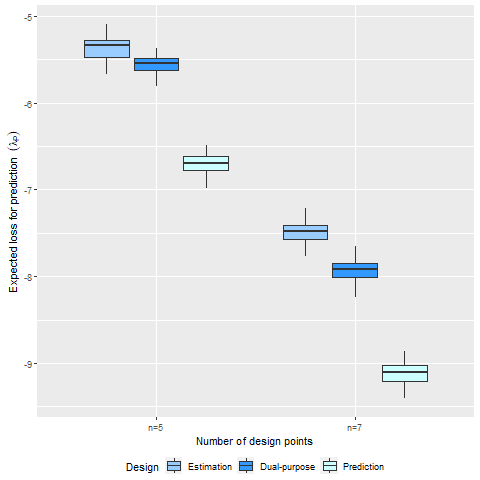 -5
-6
-7
-8
-9
Expected loss for prediction (λ𝒫)
n=5 n=7
Number of design points
Design Estimation Dual-purpose Prediction